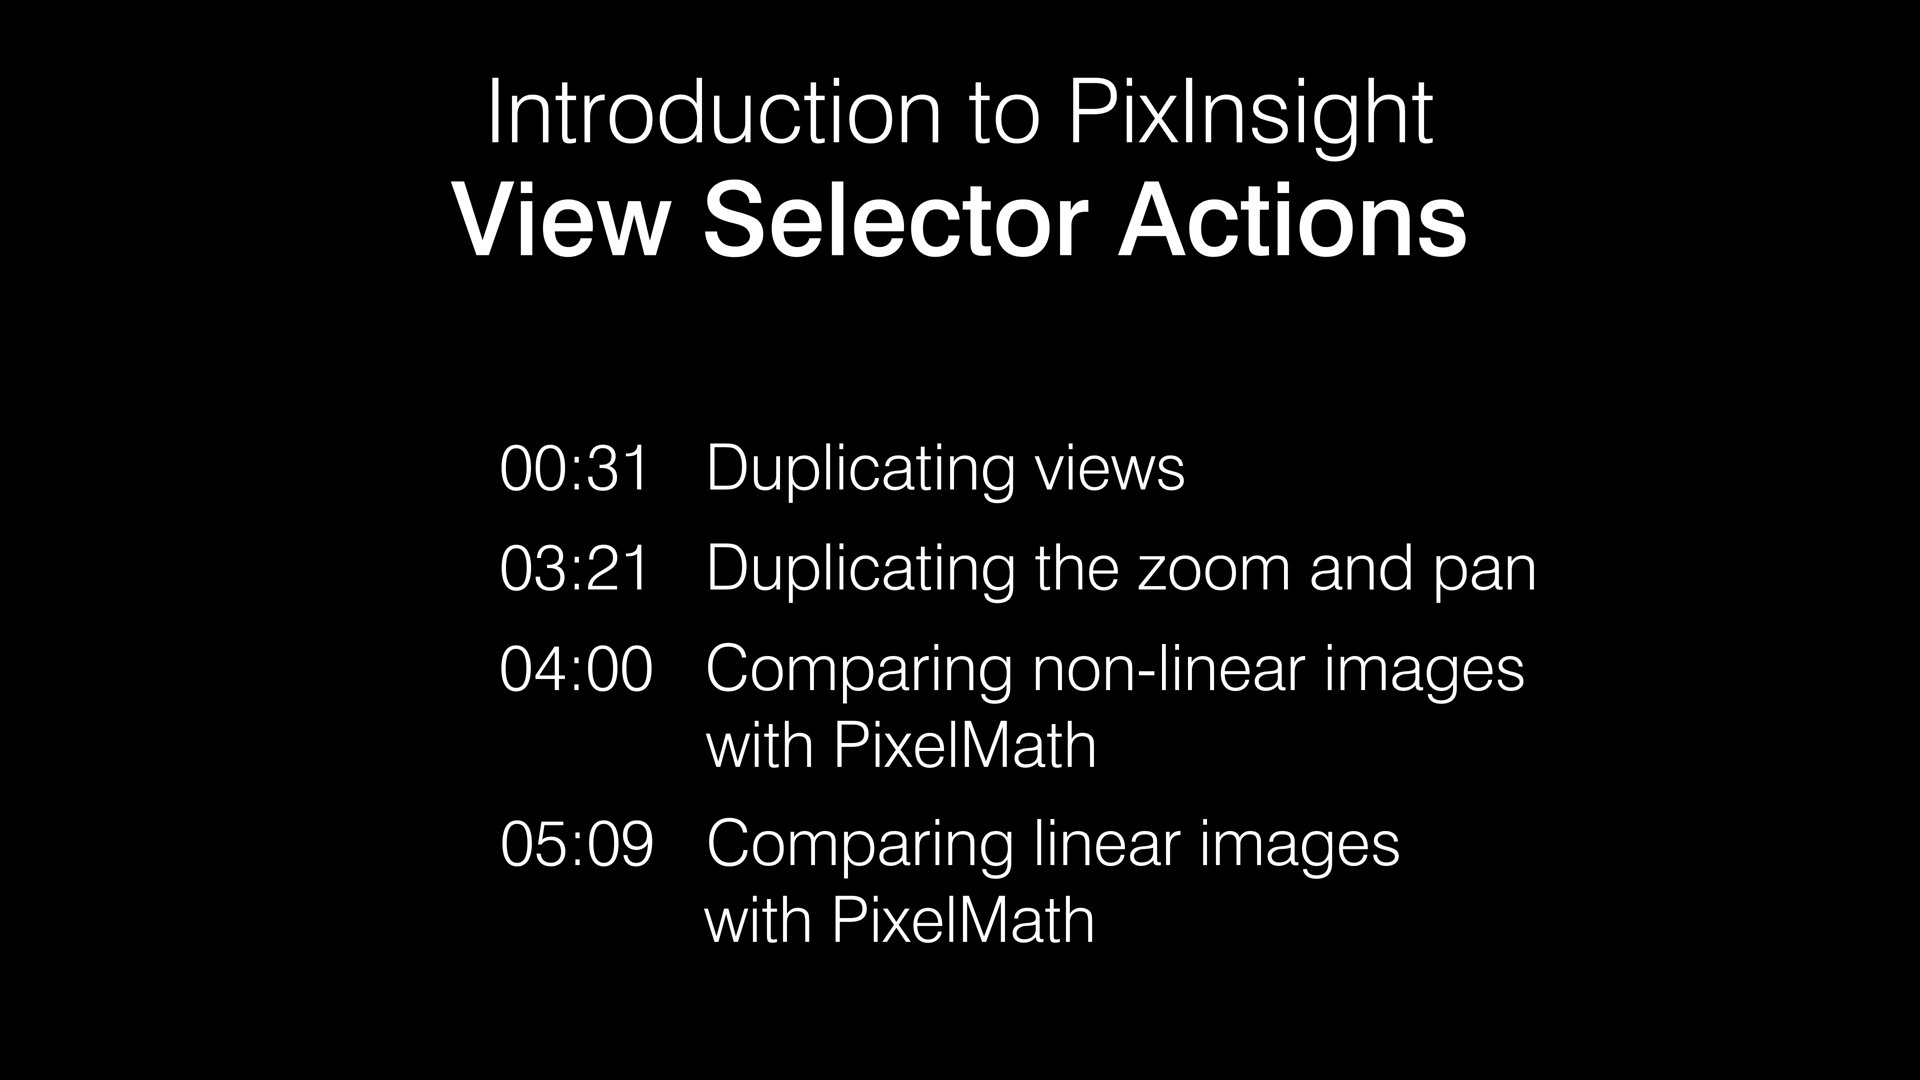 Introduction to PixInsight
View Selector Actions
00:31 Duplicating views
03:21 Duplicating the zoom and pan
04:00 Comparing non-linear images
with PixelMath
05:09 Comparing linear images
with PixelMath